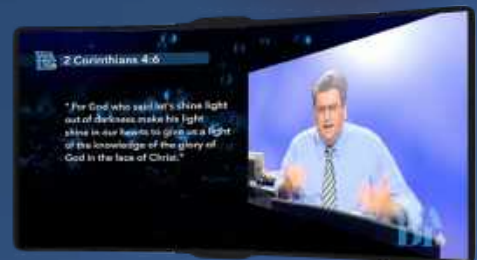 2 Corinthians 4:6
"For God who said let's shine light
out of darkness make his light
shine in our hearts to give us a light
of the knowledge of the glory of
God in the face of Christ."